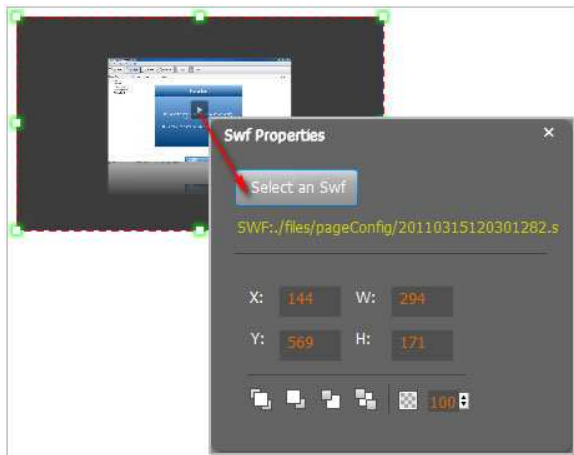 Swf Properties ×
Select an Swf
SWF:./files/pageConfig/20110315120301282.s
X: 144 W: 294
Y: 569 H: 171
100